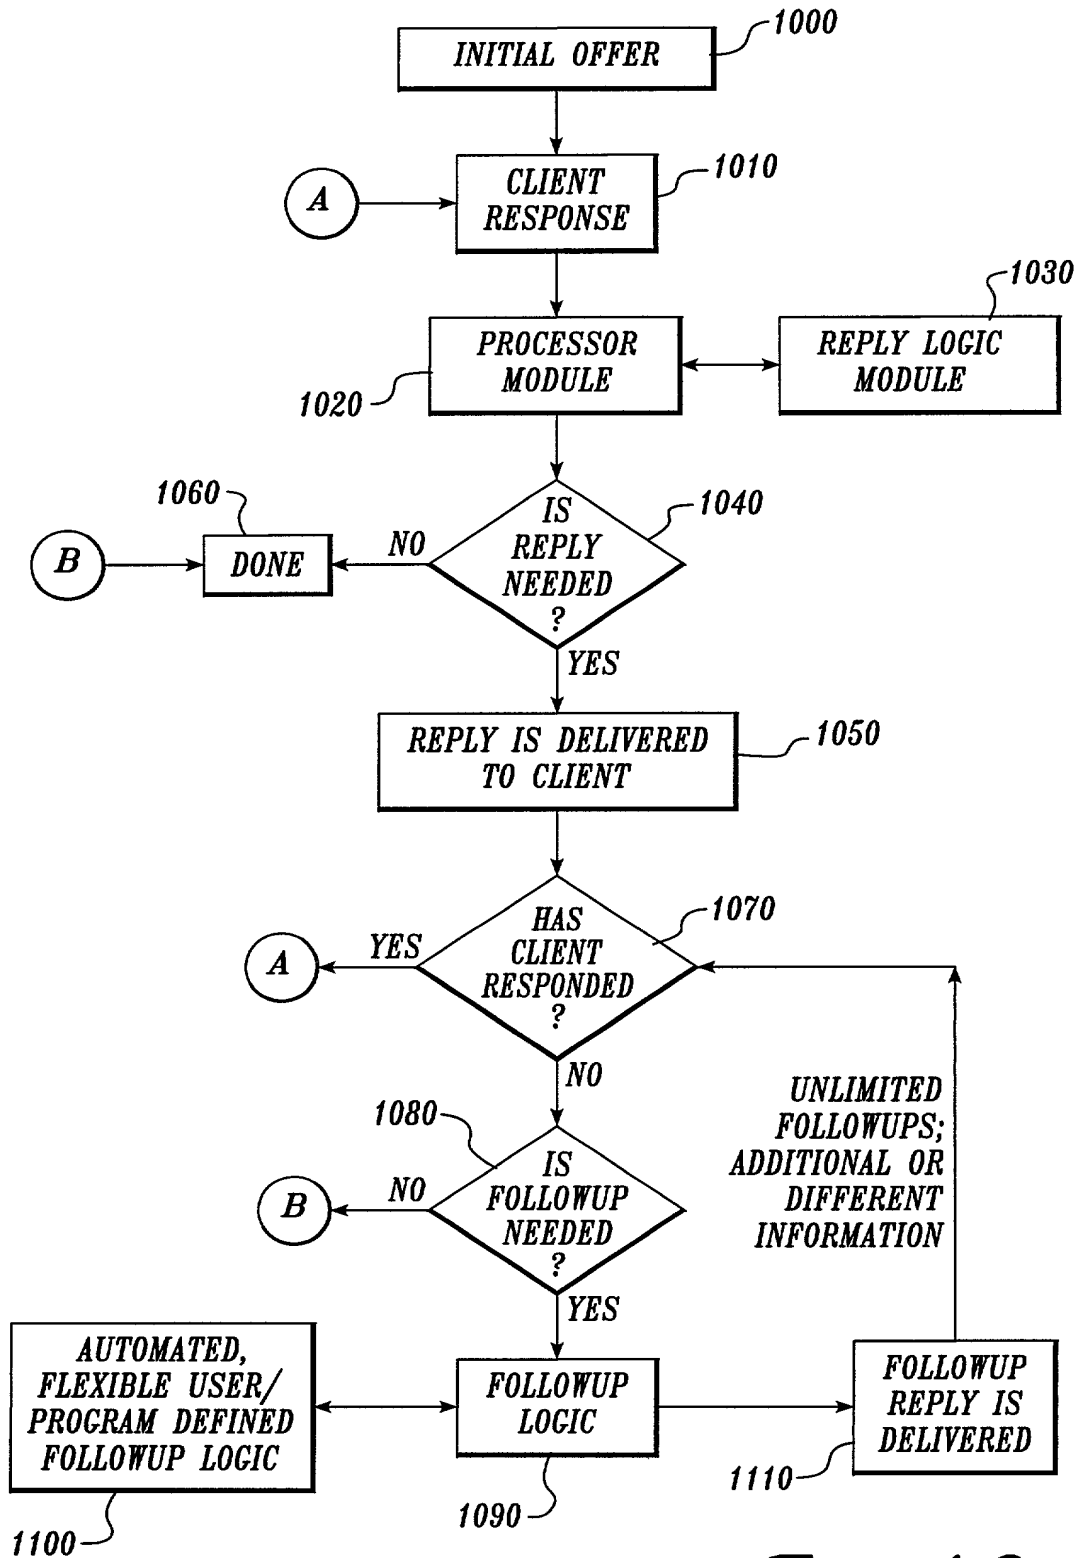 1000
INITIAL OFFER
1010
CLIENT
RESPONSE
A
1030
PROCESSOR
MODULE
REPLY LOGIC
MODULE
1020
1060
1040
IS
REPLY
NEEDED
?
NO
B
DONE
YES
1050
REPLY IS DELIVERED
TO CLIENT
1070
HAS
CLIENT
RESPONDED
?
YES
A
NO
UNLIMITED
FOLLOWUPS;
ADDITIONAL OR
DIFFERENT
INFORMATION
1080
IS
FOLLOWUP
NEEDED
?
NO
B
YES
AUTOMATED,
FLEXIBLE USER/
PROGRAM DEFINED
FOLLOWUP LOGIC
FOLLOWUP
LOGIC
FOLLOWUP
REPLY IS
DELIVERED
1110
1090
1100